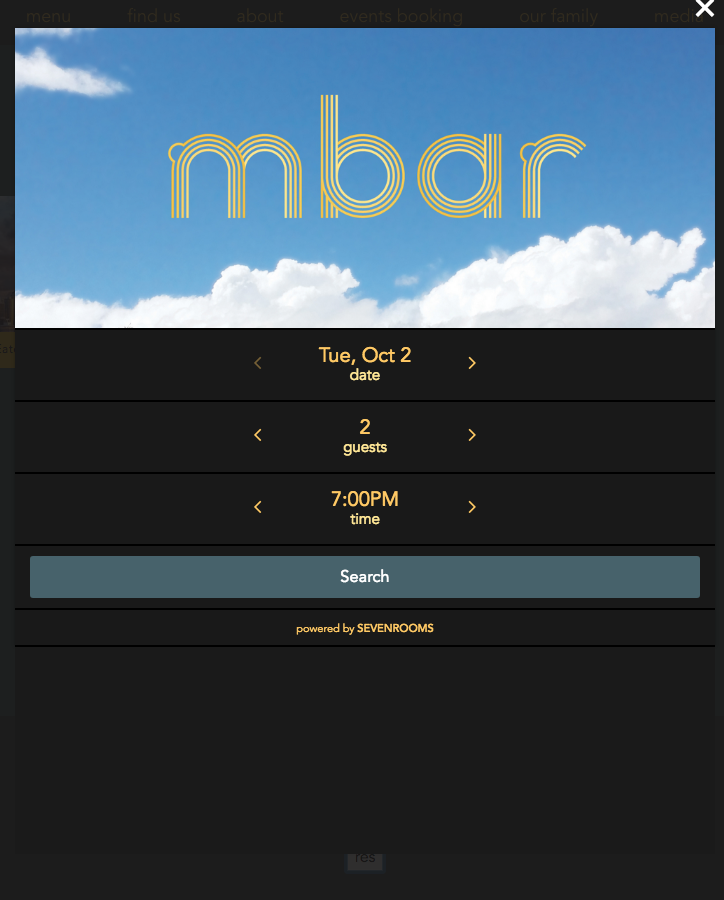 menu find us about events booking our family media
mbar
Tue, Oct 2
date
2
guests
7:00PM
time
Search
powered by SEVENROOMS
res